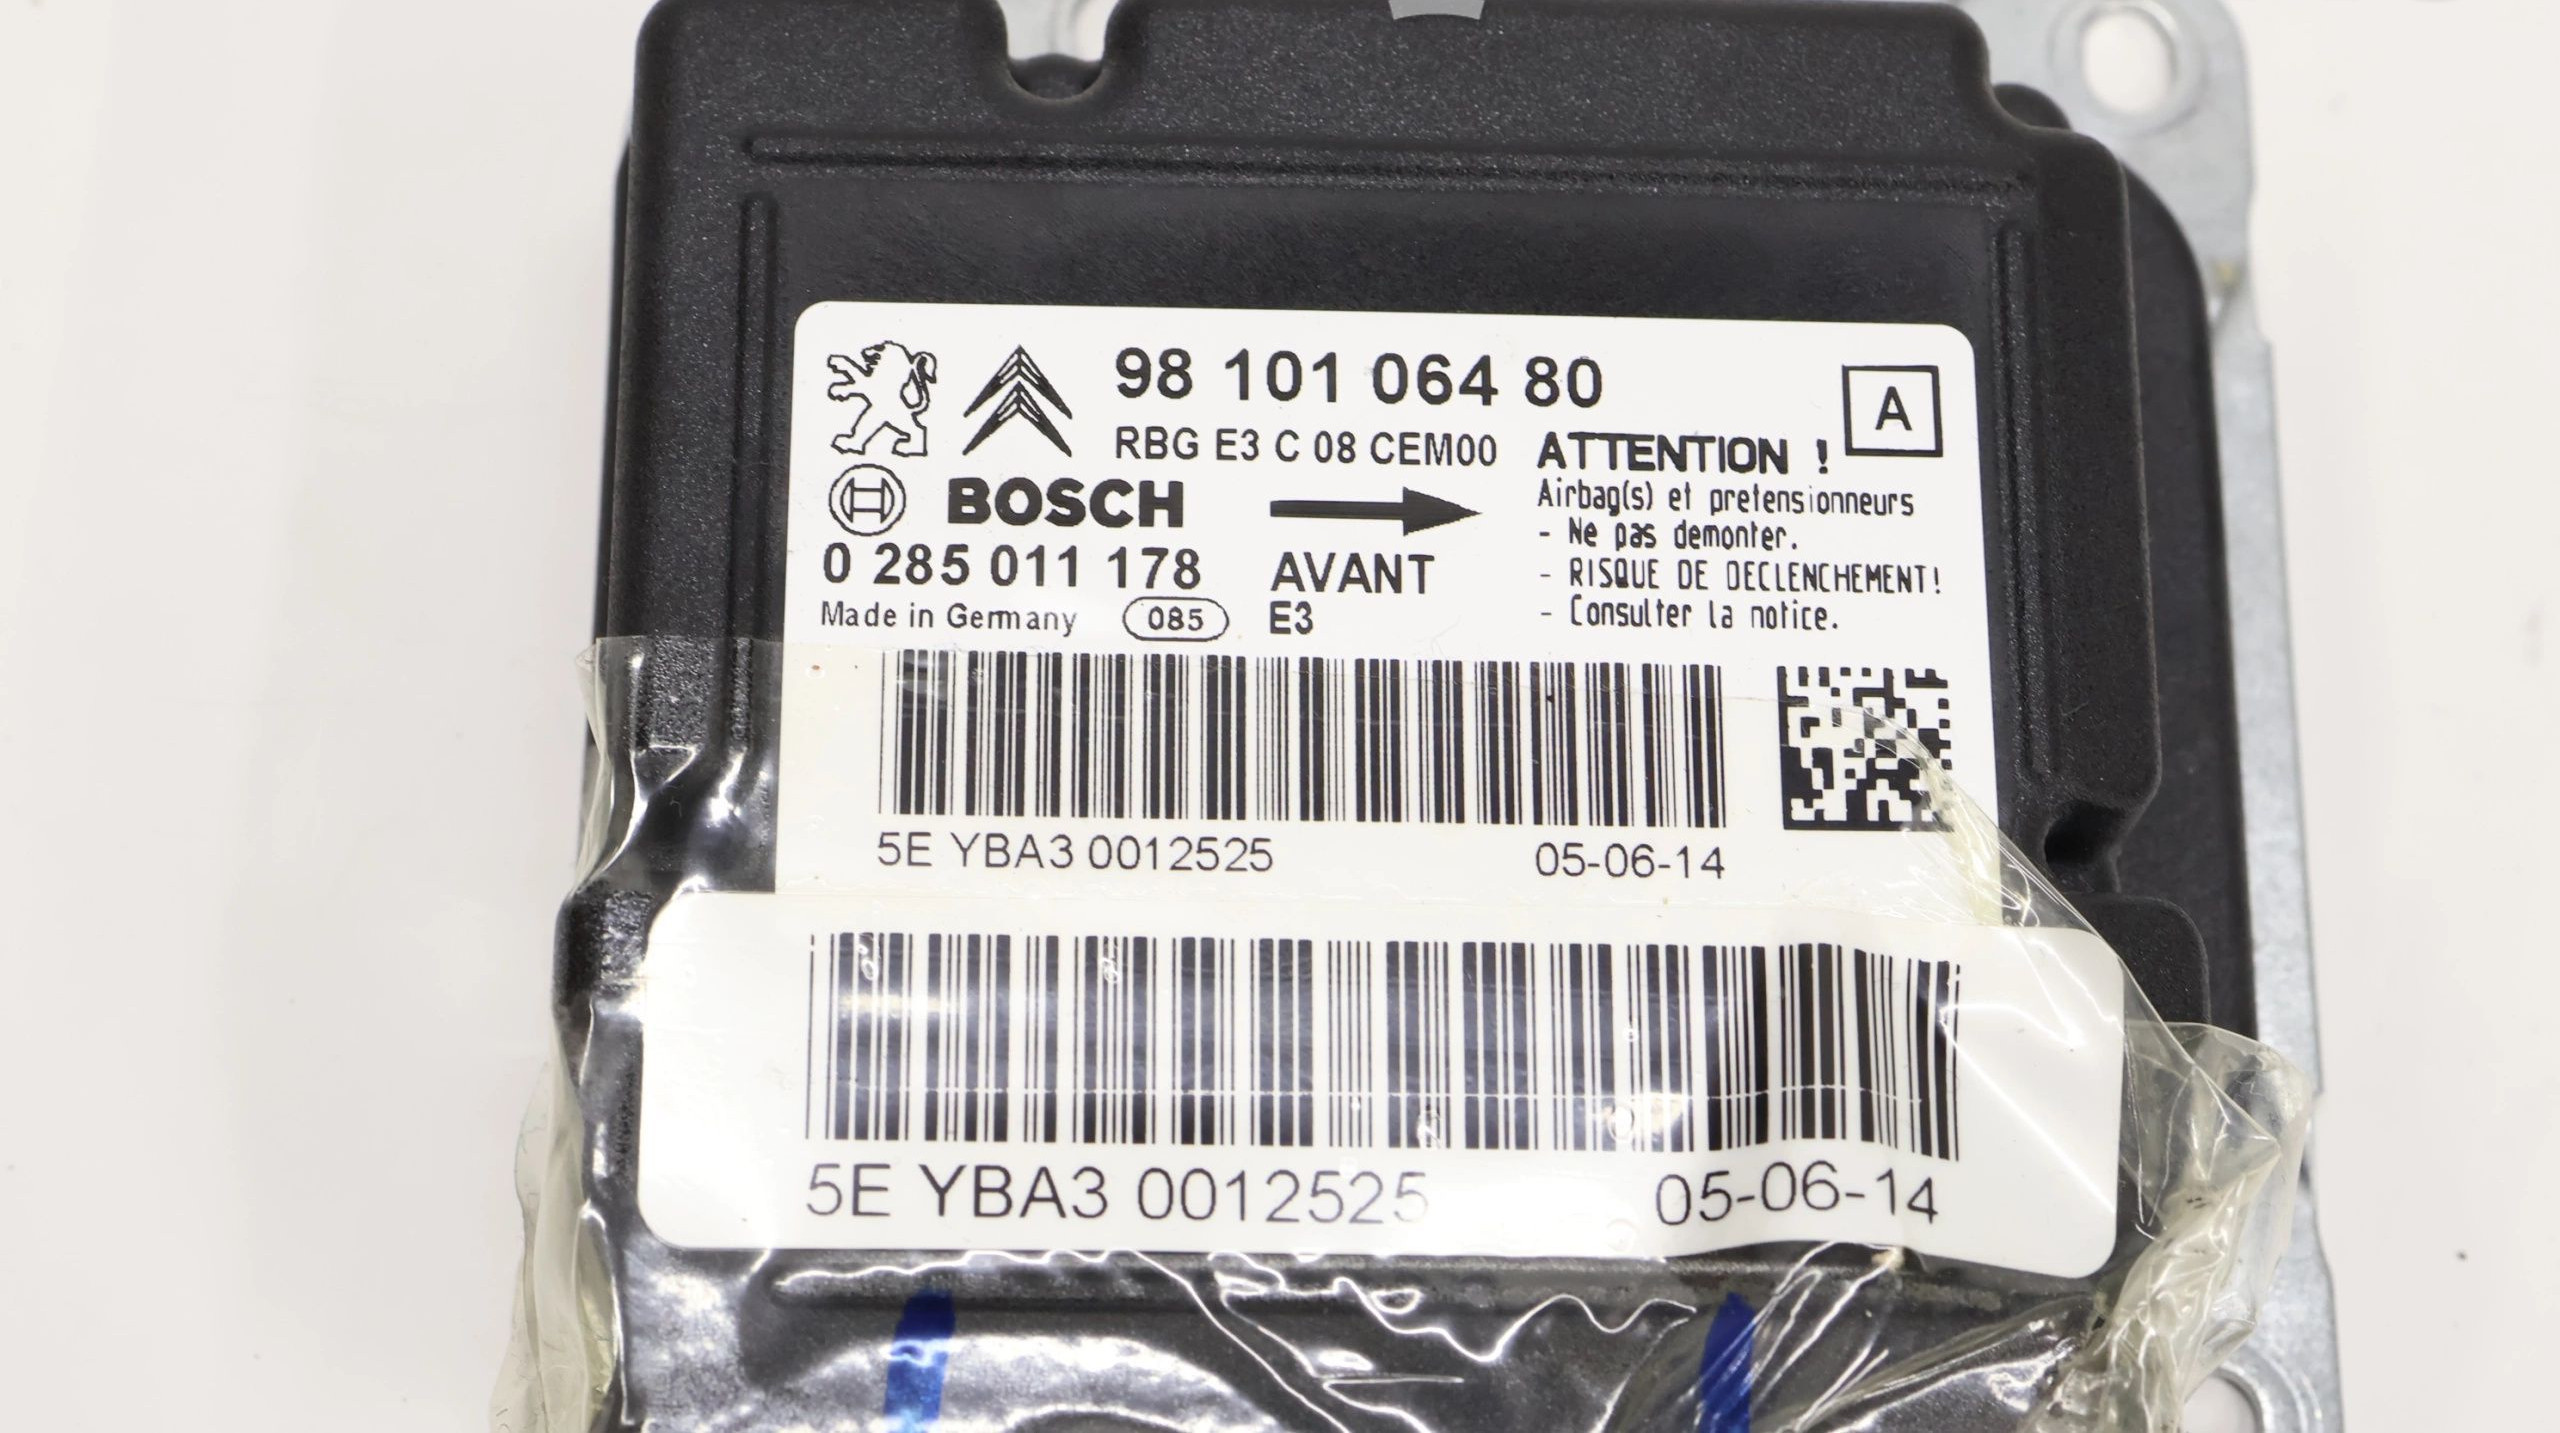 98 101 064 80
A
RBG E3 C 08 CEM00
BOSCH
0 285 011 178
Made in Germany 085
AVANT
E3
ATTENTION !
Airbag(s) et pretensionneurs
- Ne pas demonter.
- RISQUE DE DECLENCHEMENT!
- Consulter la notice.
5E YBA3 0012525 05-06-14
5E YBA3 0012525 05-06-14